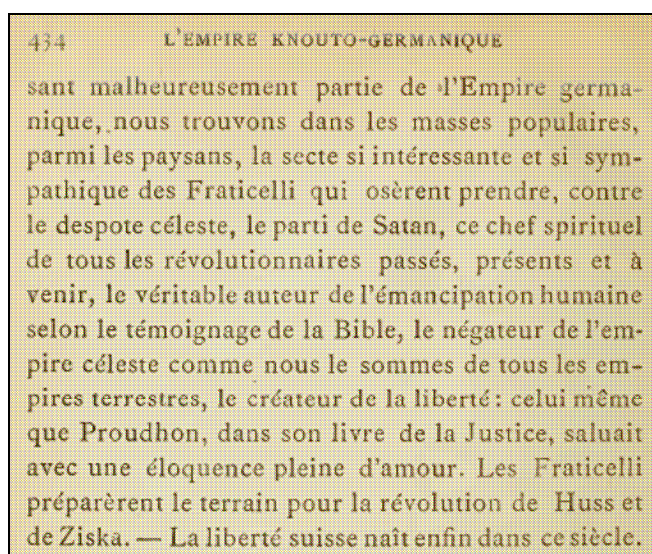 434 L'EMPIRE KNOUTO-GERMANIQUE
sant malheureusement partie de l'Empire germa-
nique, nous trouvons dans les masses populaires,
parmi les paysans, la secte si intéressante et si sym-
pathique des Fraticelli qui osèrent prendre, contre
le despote céleste, le parti de Satan, ce chef spirituel
de tous les révolutionnaires passés, présents et à
venir, le véritable auteur de l'émancipation humaine
selon le témoignage de la Bible, le négateur de l'em-
pire céleste comme nous le sommes de tous les em-
pires terrestres, le créateur de la liberté: celui même
que Proudhon, dans son livre de la Justice, saluait
avec une éloquence pleine d'amour. Les Fraticelli
préparèrent le terrain pour la révolution de Huss et
de Ziska. — La liberté suisse naît enfin dans ce siècle.